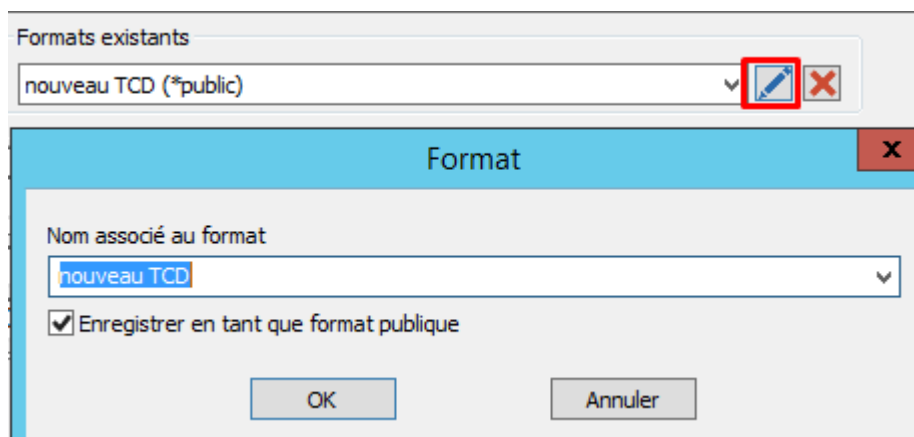 Formats existants
nouveau TCD (*public)
Format
x
Nom associé au format
nouveau TCD
Enregistrer en tant que format publique
OK
Annuler